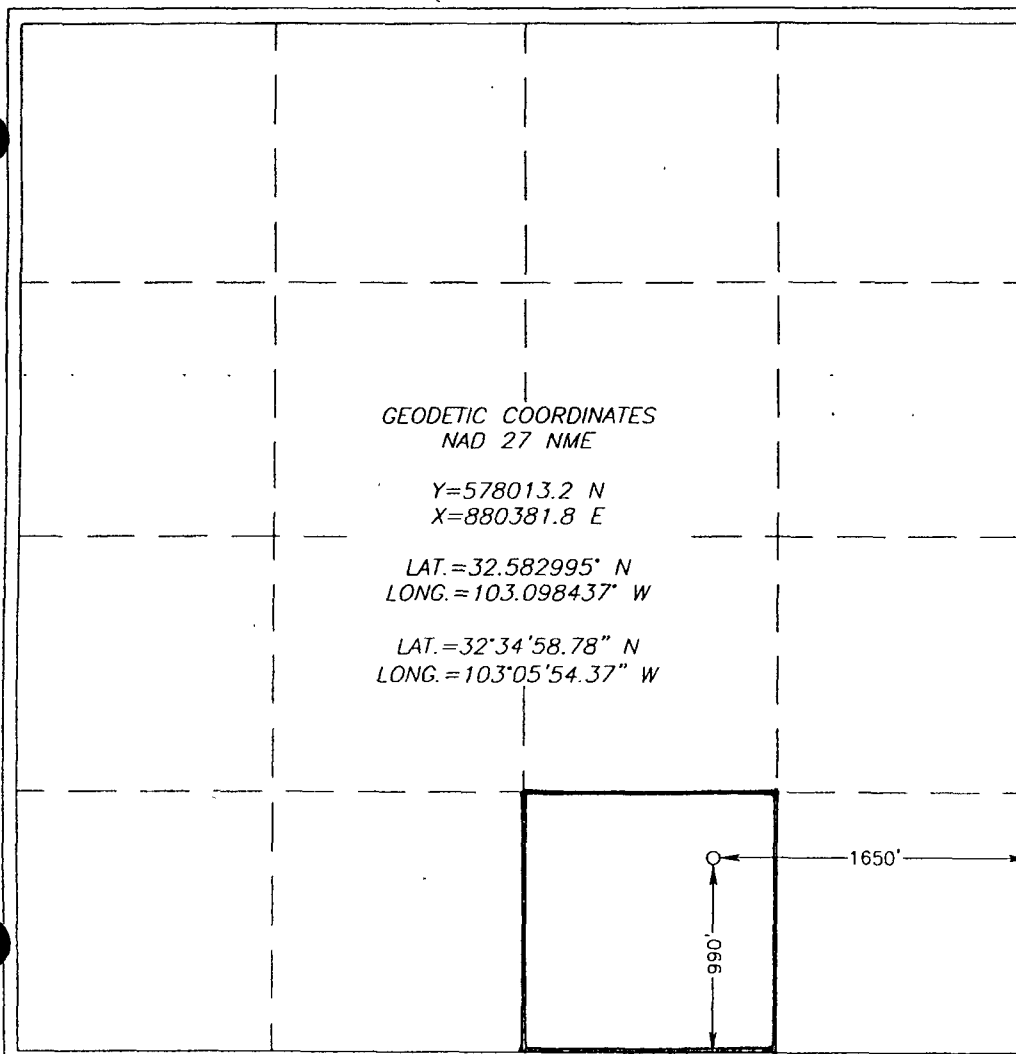 GEODETIC COORDINATES
NAD 27 NME
Y=578013.2 N
X=880381.8 E
LAT.=32.582995° N
LONG.=103.098437° W
LAT.=32°34'58.78" N
LONG.=103°05'54.37" W
1650'
990'